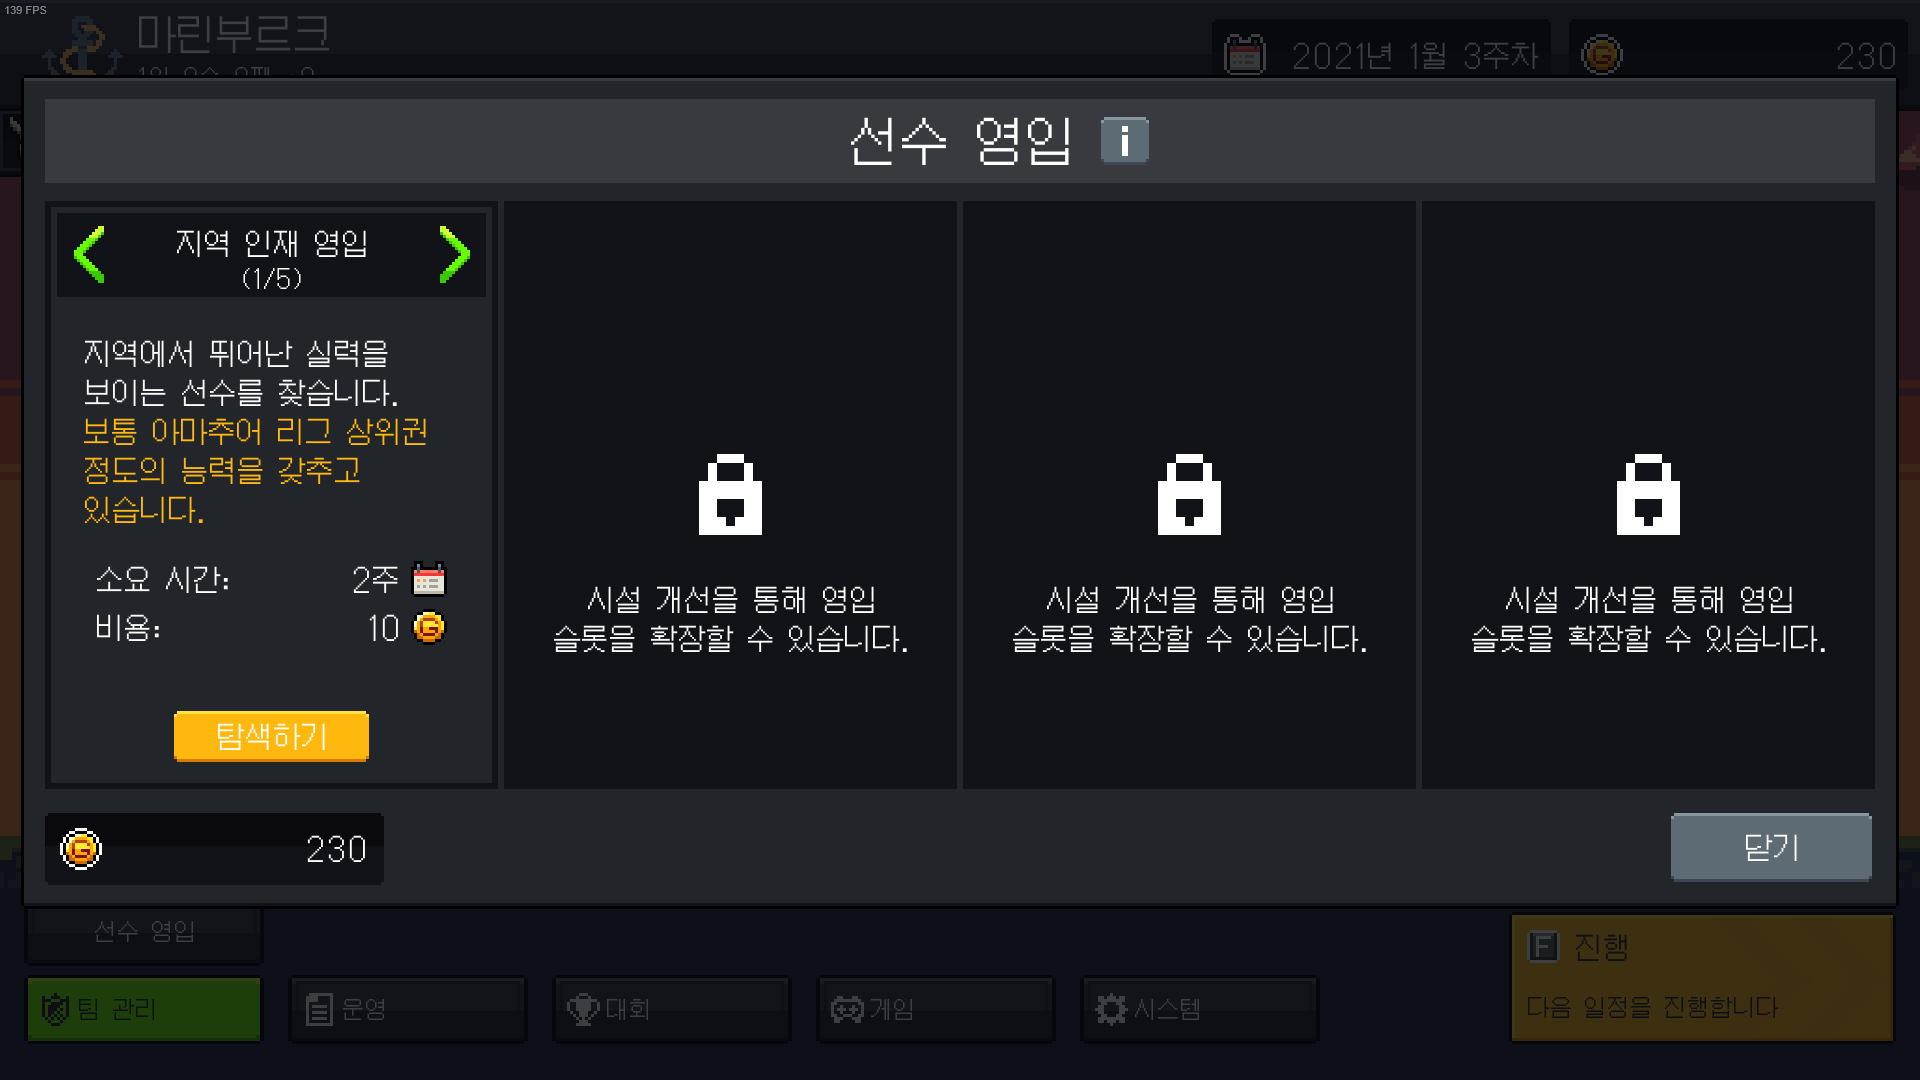 139 FPS
마린부르크
2021년 1월 3주차
230
선수 영입
i
지역 인재 영입
(1/5)
지역에서 뛰어난 실력을
보이는 선수를 찾습니다.
보통 아마추어 리그 상위권
정도의 능력을 갖추고
있습니다.
소요 시간: 2주
비용: 10
탐색하기
시설 개선을 통해 영입
슬롯을 확장할 수 있습니다.
시설 개선을 통해 영입
슬롯을 확장할 수 있습니다.
시설 개선을 통해 영입
슬롯을 확장할 수 있습니다.
230
닫기
선수 영입
팀 관리
운영
대회
게임
시스템
F 진행
다음 일정을 진행합니다